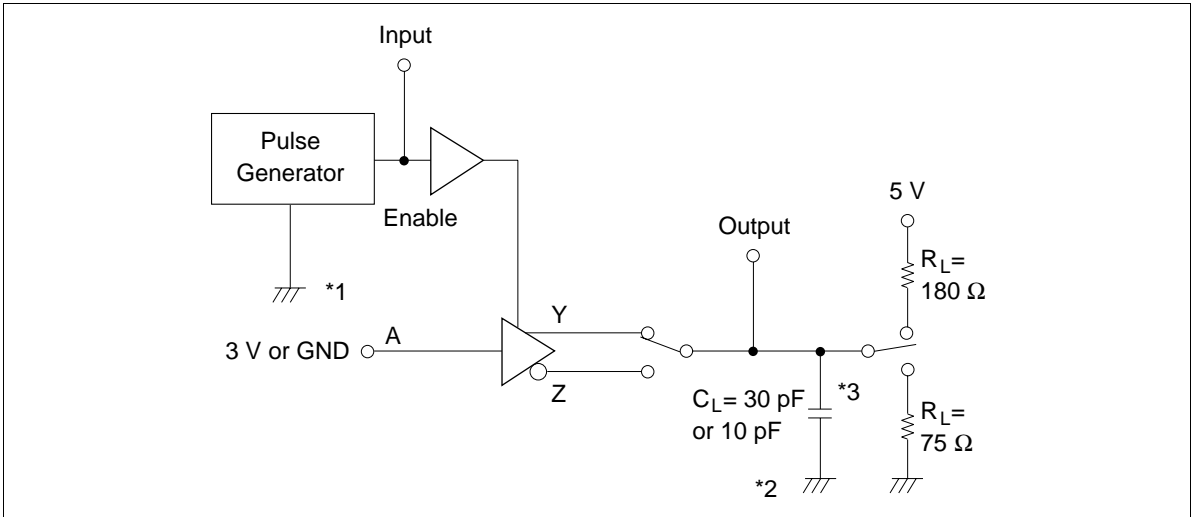 Input
Pulse
Generator
Enable
*1
3 V or GND
A
Y
Z
Output
5 V
R_L=
180 Ω
C_L= 30 pF
or 10 pF
*3
*2
R_L=
75 Ω